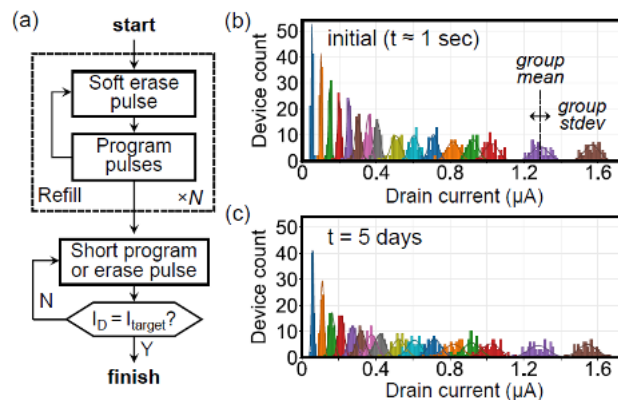 (a)
start
Soft erase
pulse
Program
pulses
Refill
×N
Short program
or erase pulse
N
I_D = I_target?
Y
finish
(b)
initial (t ≈ 1 sec)
group
mean
group
stdev
Device count
50
40
30
20
10
0
0 0.4 0.8 1.2 1.6
Drain current (μA)
(c)
t = 5 days
Device count
50
40
30
20
10
0
0 0.4 0.8 1.2 1.6
Drain current (μA)